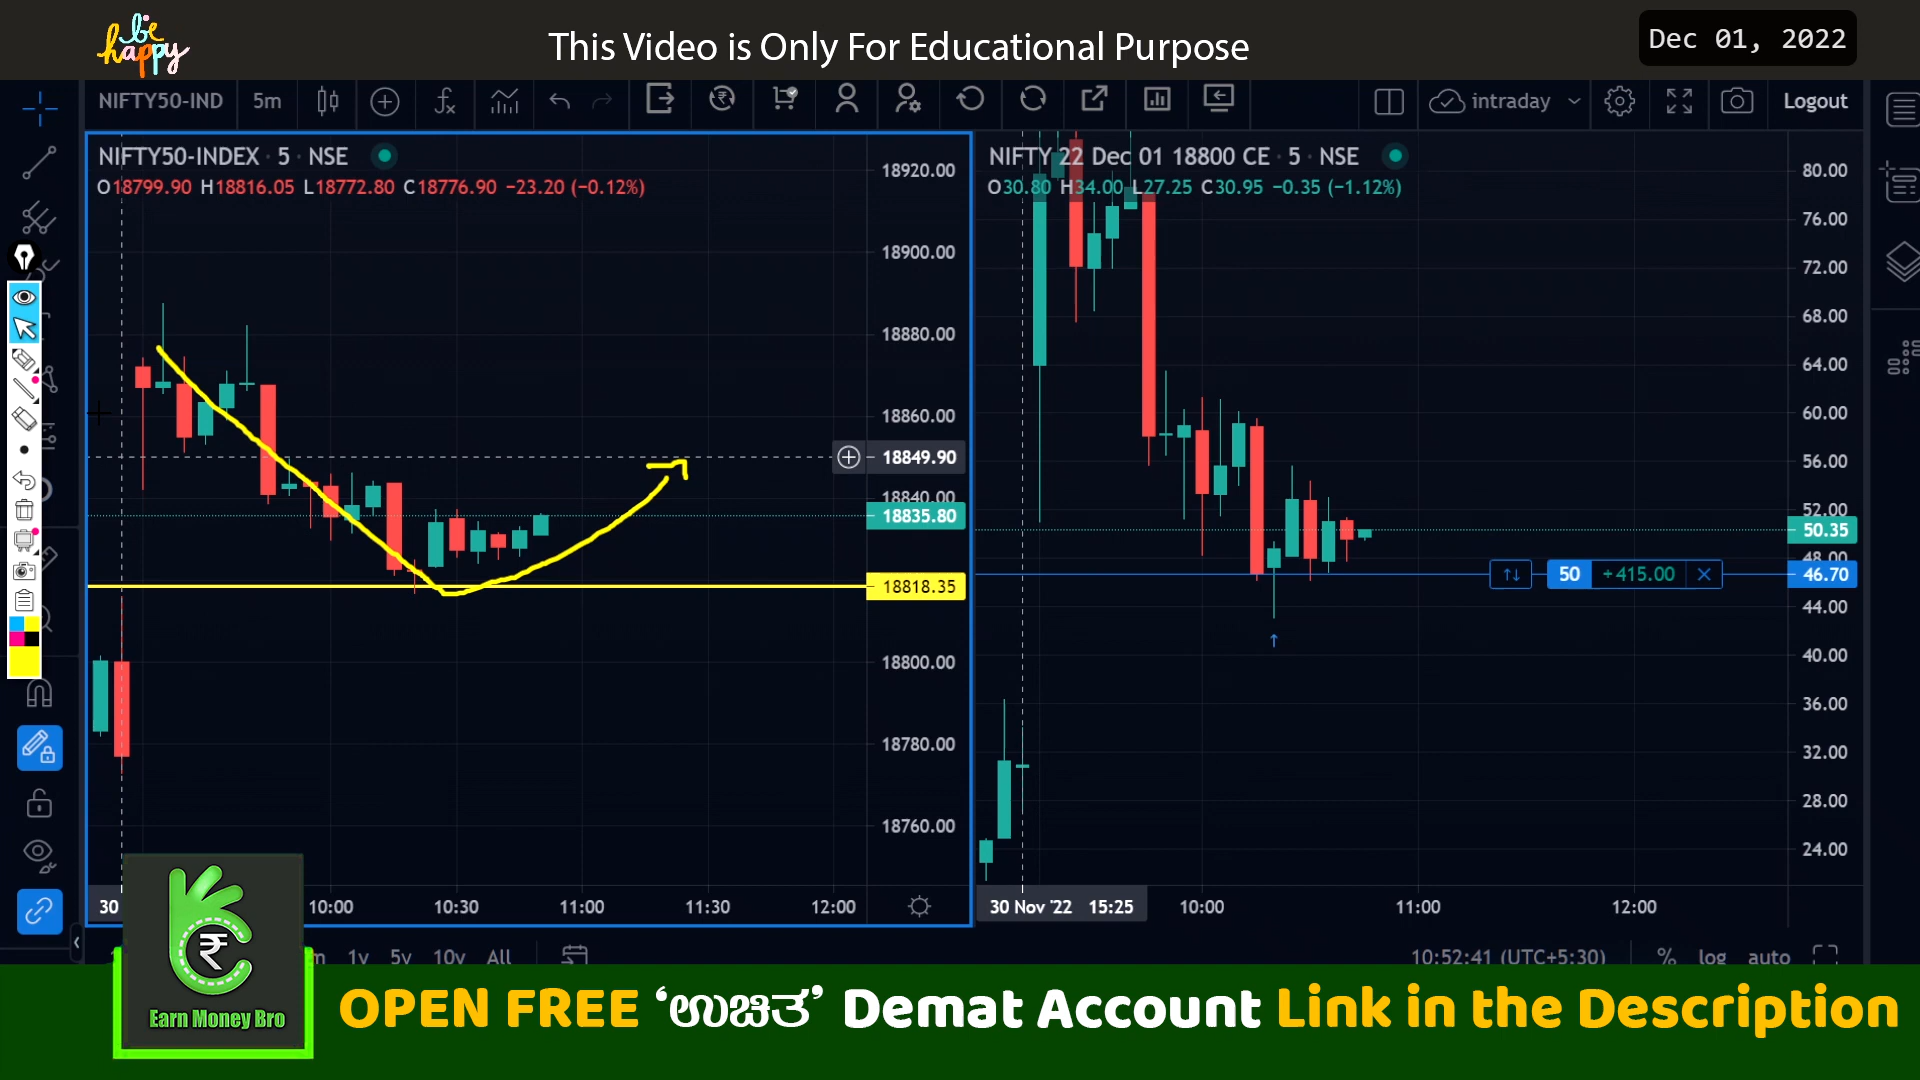 be
happy
This Video is Only For Educational Purpose
Dec 01, 2022
NIFTY50-IND
5m
intraday
Logout
NIFTY50-INDEX · 5 · NSE
O18799.90 H18816.05 L18772.80 C18776.90 −23.20 (−0.12%)
18920.00
18900.00
18880.00
18860.00
18849.90
18840.00
18835.80
18818.35
18800.00
18780.00
18760.00
30
10:00
10:30
11:00
11:30
12:00
NIFTY 22 Dec 01 18800 CE · 5 · NSE
O30.80 H34.00 L27.25 C30.95 −0.35 (−1.12%)
80.00
76.00
72.00
68.00
64.00
60.00
56.00
52.00
50.35
48.00
50 +415.00
46.70
44.00
40.00
36.00
32.00
28.00
24.00
30 Nov '22 15:25
10:00
11:00
12:00
1y 5y 10y All
10:52:41 (UTC+5:30)
% log auto
Earn Money Bro
OPEN FREE ‘ಉಚಿತ’ Demat Account Link in the Description